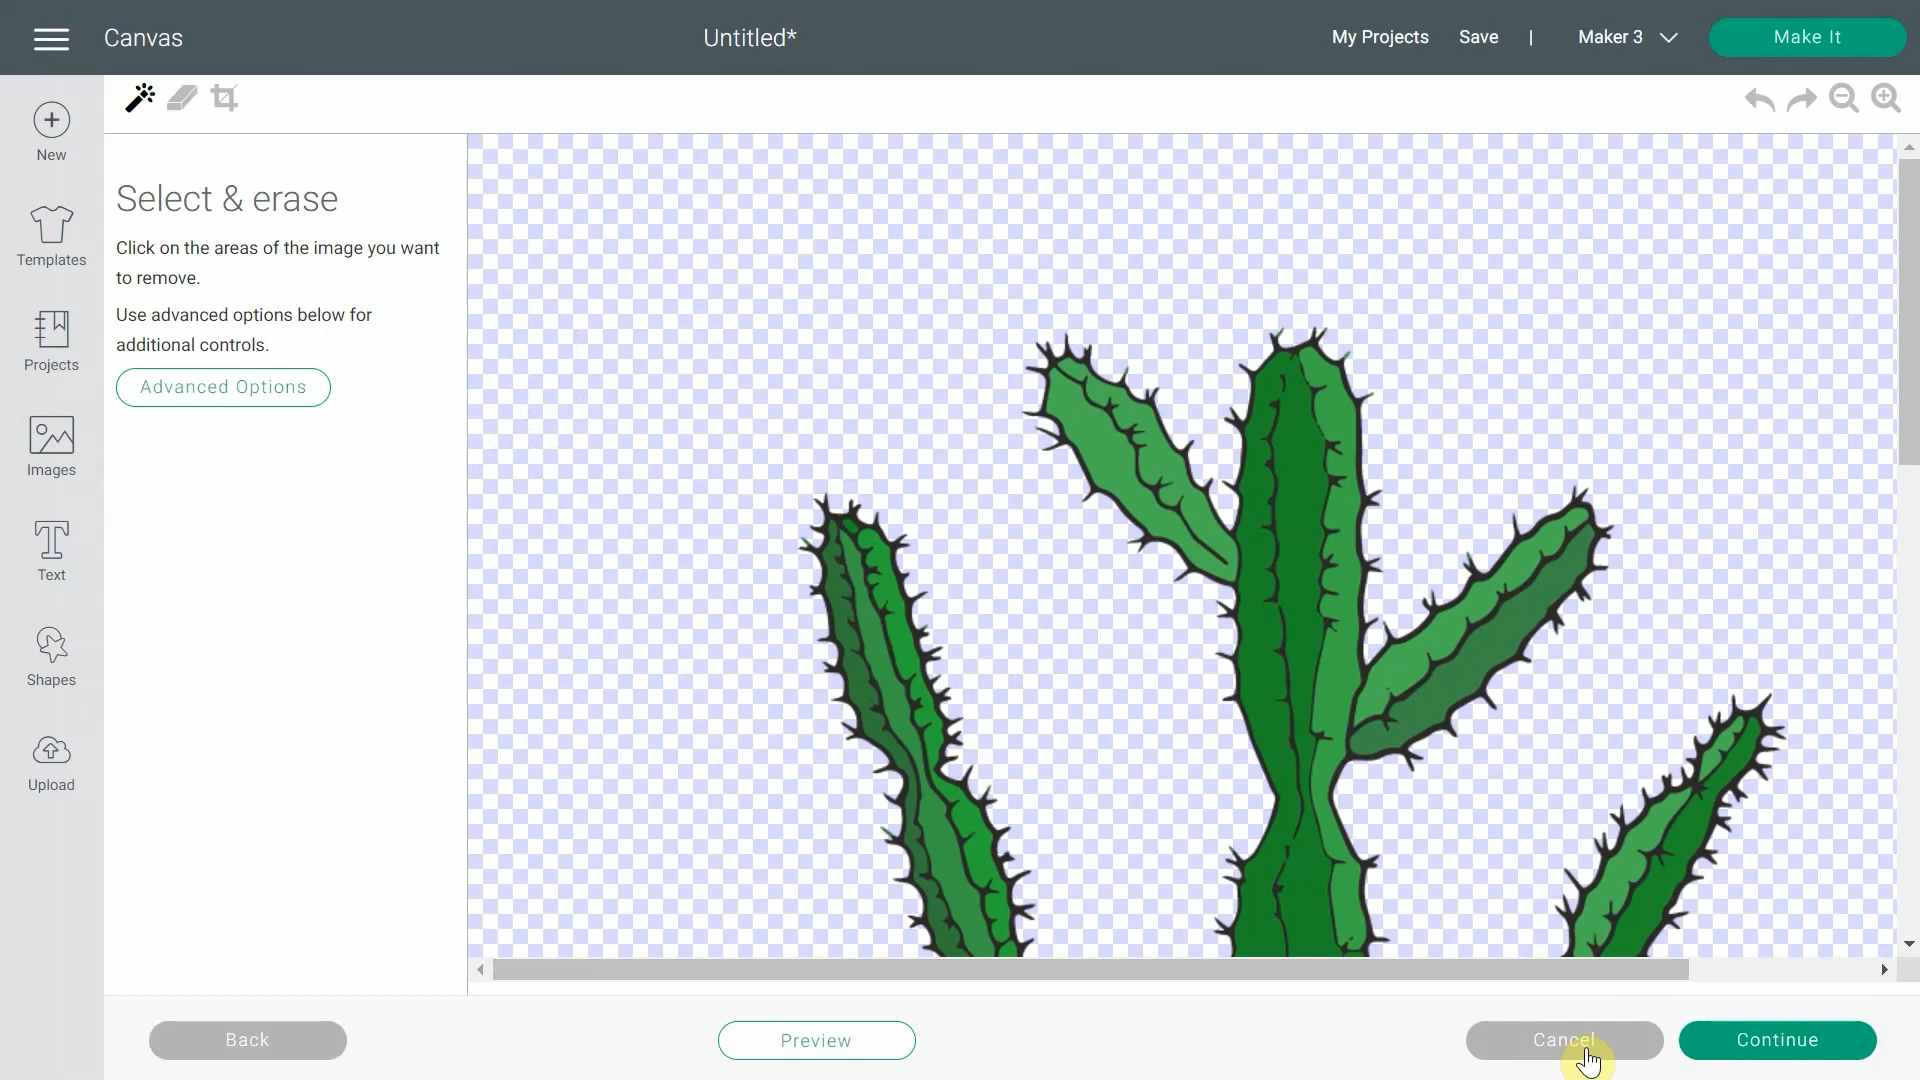 Canvas
Untitled*
My Projects Save | Maker 3
Make It
New
Templates
Projects
Images
Text
Shapes
Upload
Select & erase
Click on the areas of the image you want
to remove.
Use advanced options below for
additional controls.
Advanced Options
Back
Preview
Cancel
Continue